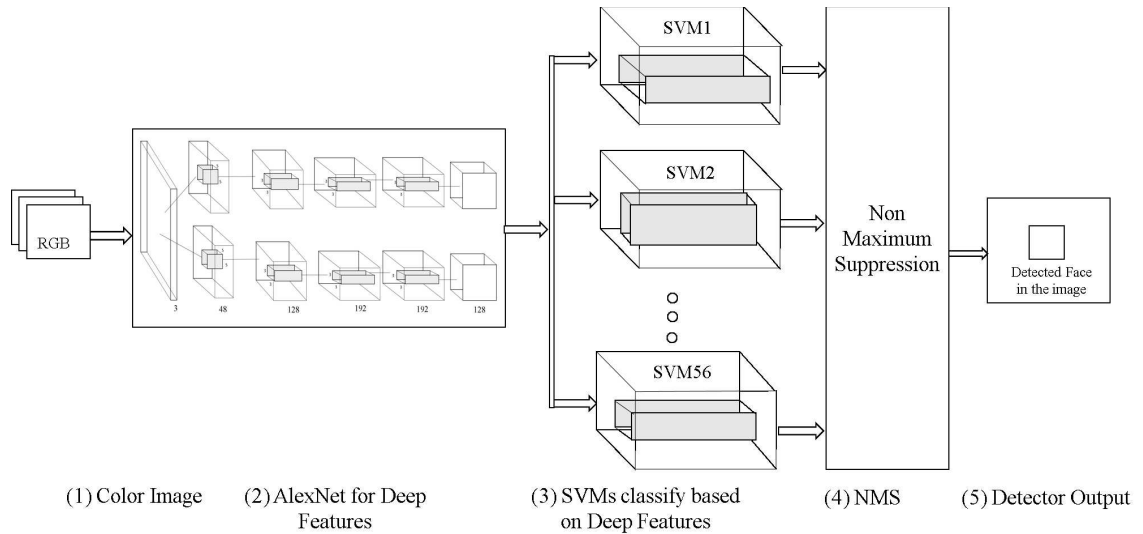 RGB
3
48
128
192
192
128
SVM1
SVM2
SVM56
Non
Maximum
Suppression
Detected Face
in the image
(1) Color Image
(2) AlexNet for Deep
Features
(3) SVMs classify based
on Deep Features
(4) NMS
(5) Detector Output